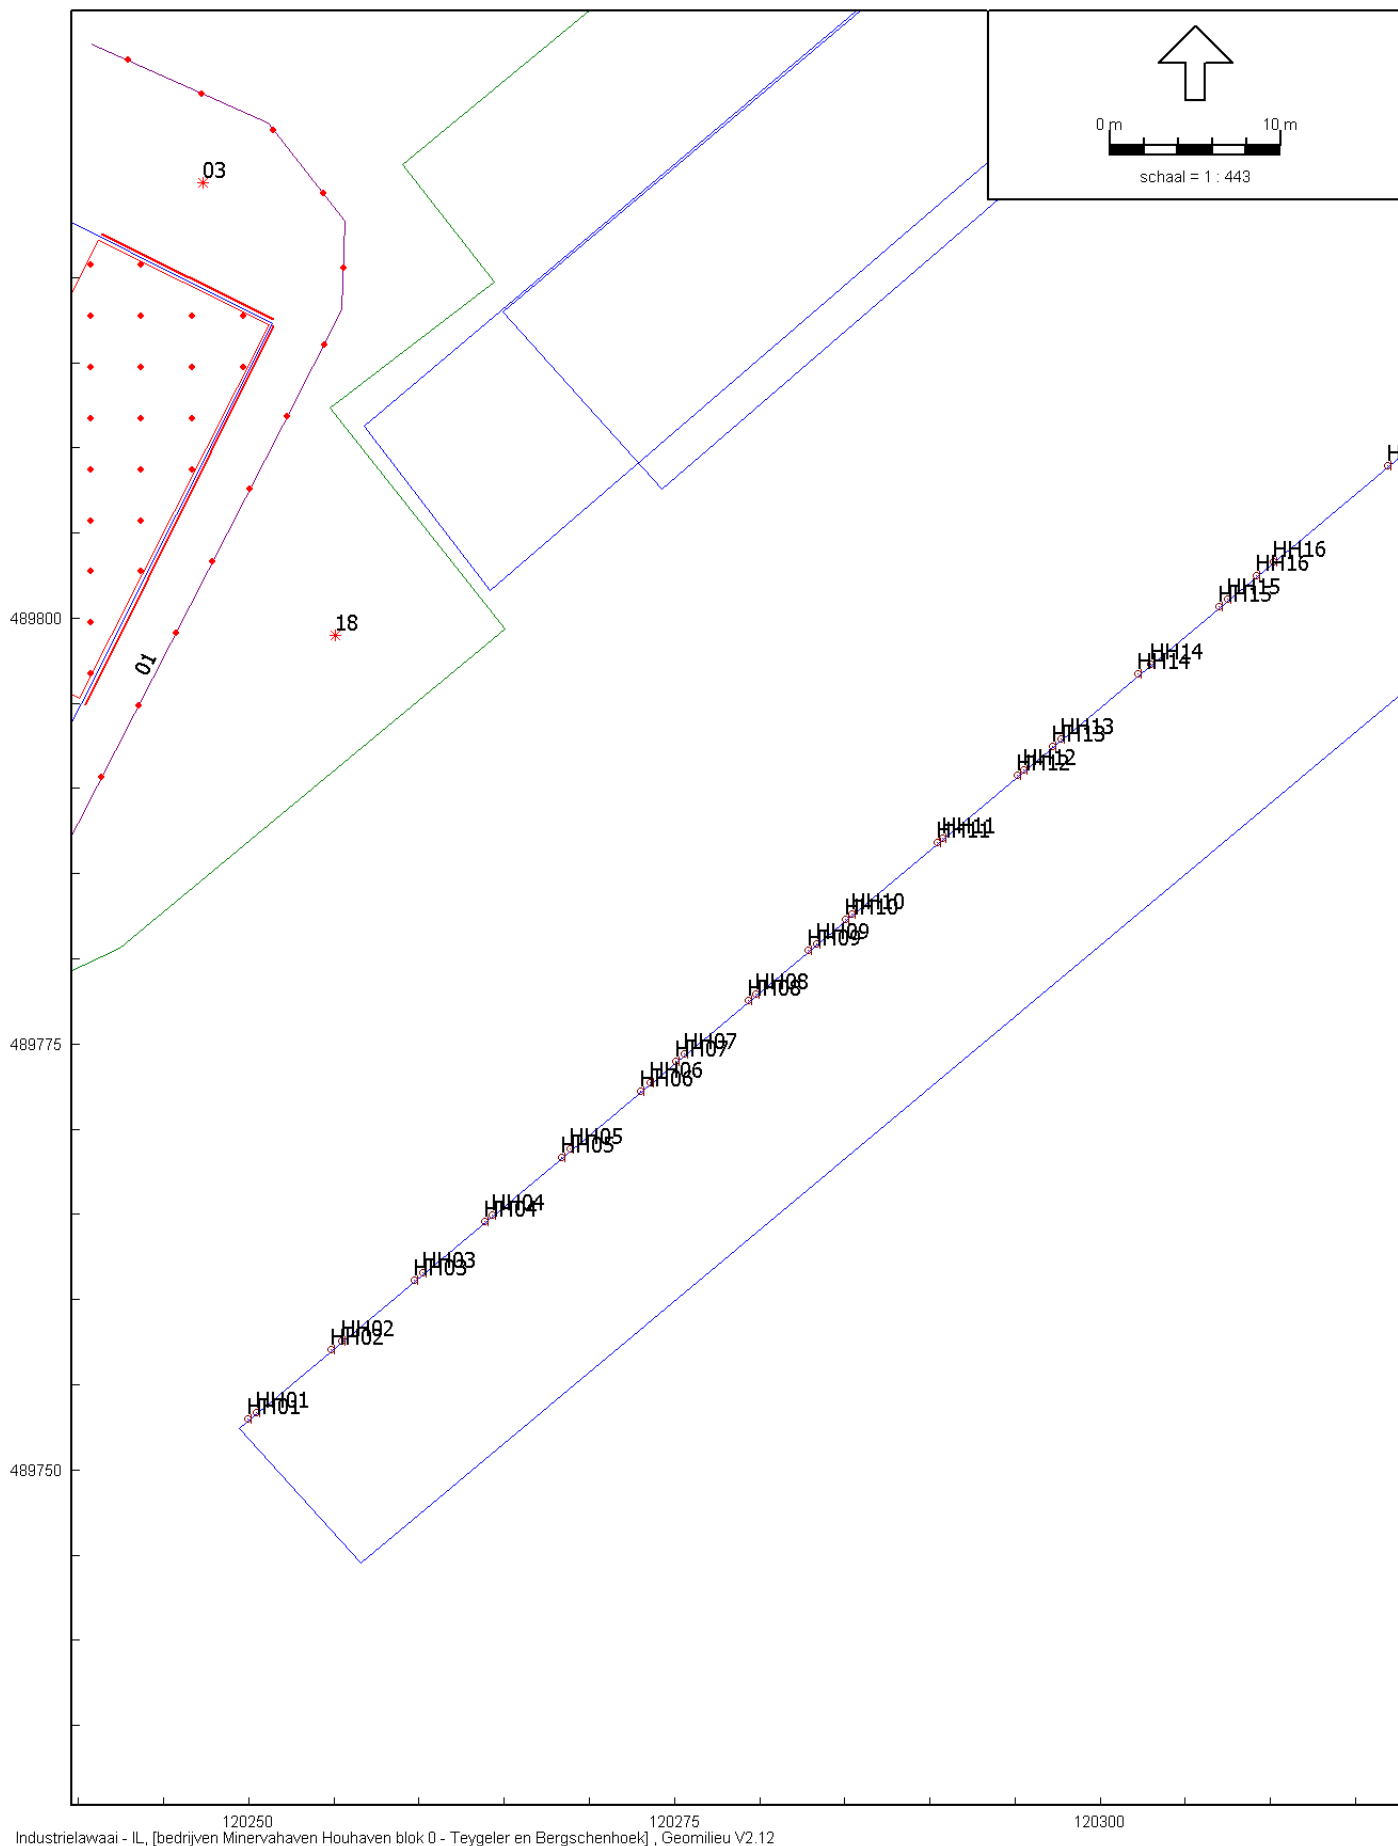 0 m 10 m
schaal = 1 : 443
03
H
HH16
HH16
HH15
HH15
18
489800
01
HH14
HH14
HH13
HH13
HH12
HH12
HH11
HH11
HH10
HH10
HH09
HH09
HH08
HH08
489775
HH07
HH07
HH06
HH06
HH05
HH05
HH04
HH04
HH03
HH03
HH02
HH02
HH01
HH01
489750
120250 120275 120300
Industrielawaai - IL, [bedrijven Minervahaven Houhaven blok 0 - Teygeler en Bergschenhoek] , Geomilieu V2.12